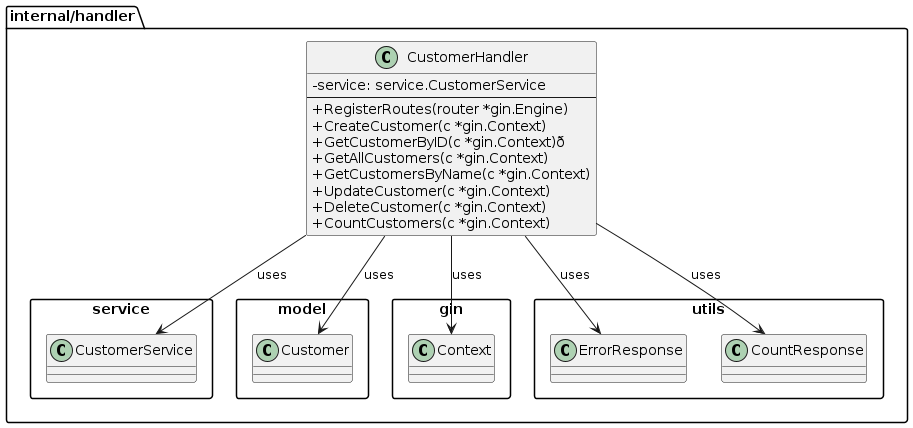 internal/handler
C CustomerHandler
-service: service.CustomerService
+RegisterRoutes(router *gin.Engine)
+CreateCustomer(c *gin.Context)
+GetCustomerByID(c *gin.Context)ð
+GetAllCustomers(c *gin.Context)
+GetCustomersByName(c *gin.Context)
+UpdateCustomer(c *gin.Context)
+DeleteCustomer(c *gin.Context)
+CountCustomers(c *gin.Context)
uses
uses
uses
uses
uses
service
model
gin
utils
C CustomerService
C Customer
C Context
C ErrorResponse
C CountResponse